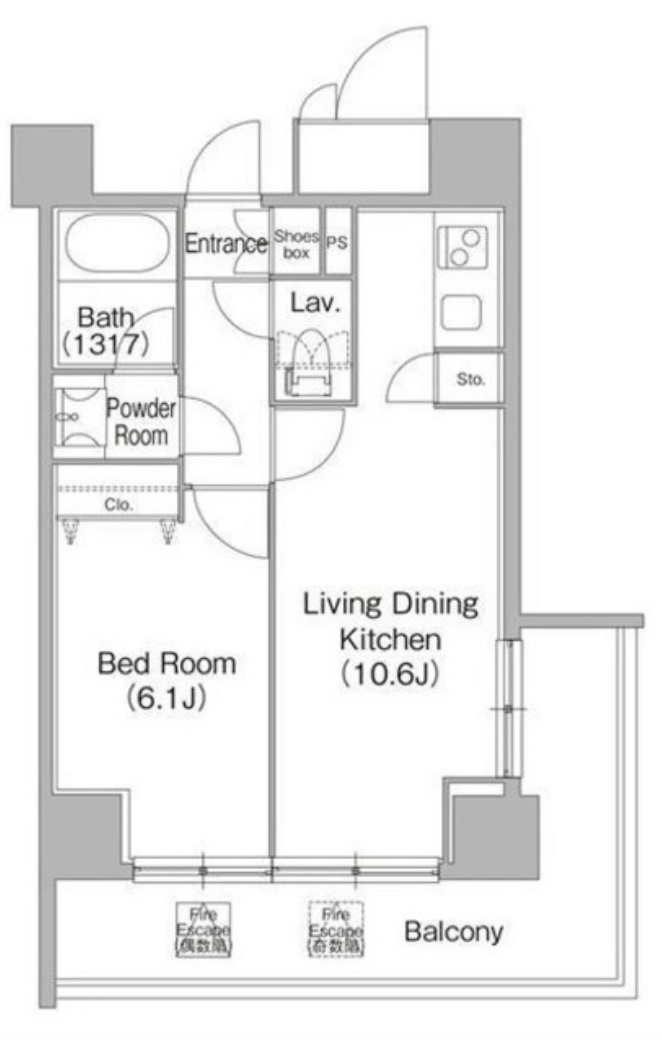 Entrance
Shoes
box
PS
Bath
(1317)
Lav.
Powder
Room
Sto.
Clo.
Living Dining
Kitchen
(10.6J)
Bed Room
(6.1J)
Fire
Escape
(偶数階)
Fire
Escape
(奇数階)
Balcony